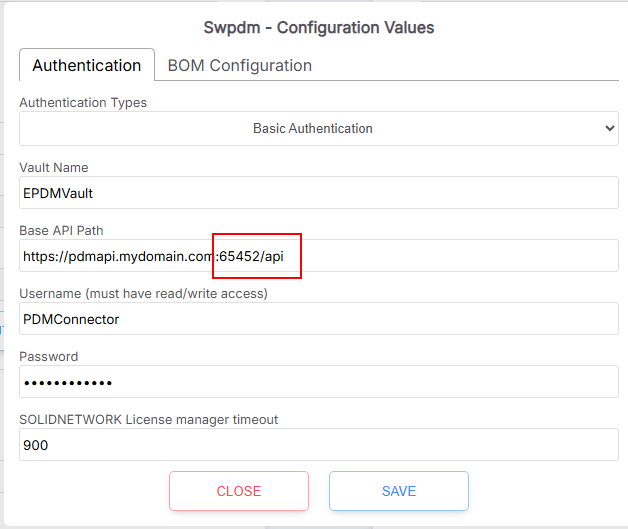 Swpdm - Configuration Values
Authentication BOM Configuration
Authentication Types
Basic Authentication
Vault Name
EPDMVault
Base API Path
https://pdmapi.mydomain.com:65452/api
Username (must have read/write access)
PDMConnector
Password
••••••••••••
SOLIDNETWORK License manager timeout
900
CLOSE SAVE